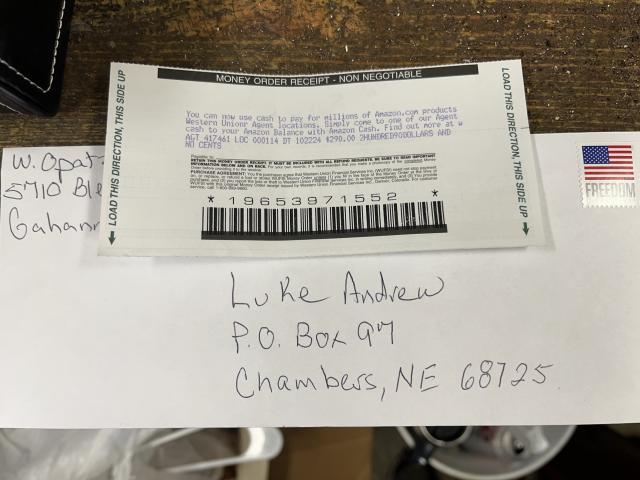 MONEY ORDER RECEIPT - NON NEGOTIABLE
LOAD THIS DIRECTION, THIS SIDE UP
You can now use cash to pay for millions of Amazon.com products
Western Unionr Agent locations. Simply come to one of our Agent
cash to your Amazon Balance with Amazon Cash. Find out more at w
AGT 417461 LOC 000114 DT 102224 $290.00 2HUNDRED90DOLLARS AND
NO CENTS
* 19653971552 *
LOAD THIS DIRECTION, THIS SIDE UP
W. Opat
5710 Ble
Gahann
FREEDOM
Luke Andrew
P.O. Box 97
Chambers, NE 68725